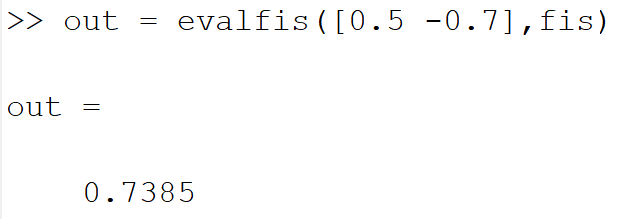 >> out = evalfis([0.5 -0.7],fis)
out =
0.7385